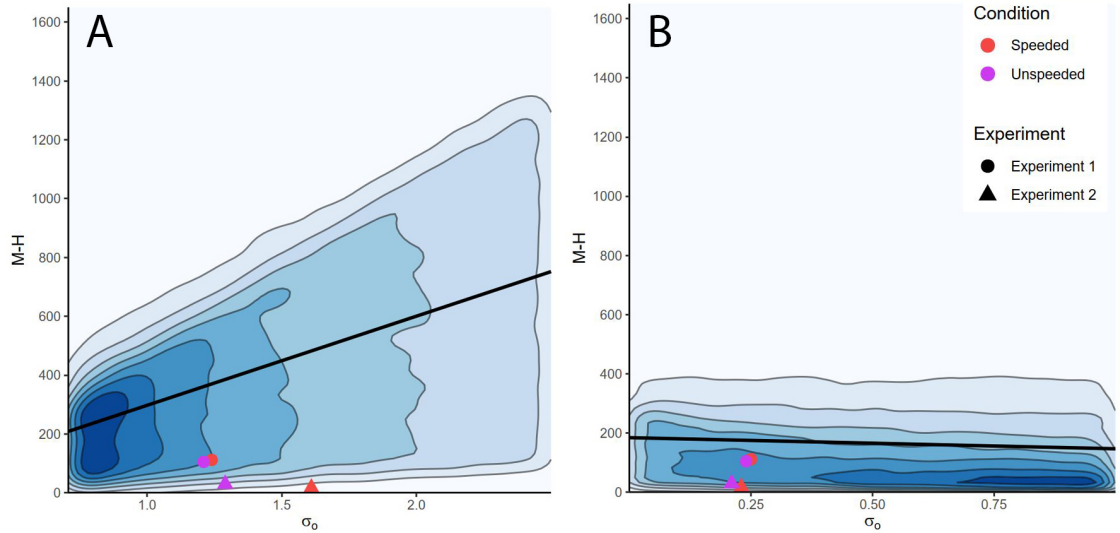 A
M-H
1600
1400
1200
1000
800
600
400
200
0
1.0 1.5 2.0
σo
B
M-H
1600
1400
1200
1000
800
600
400
200
0
0.25 0.50 0.75
σo
Condition
Speeded
Unspeeded
Experiment
Experiment 1
Experiment 2